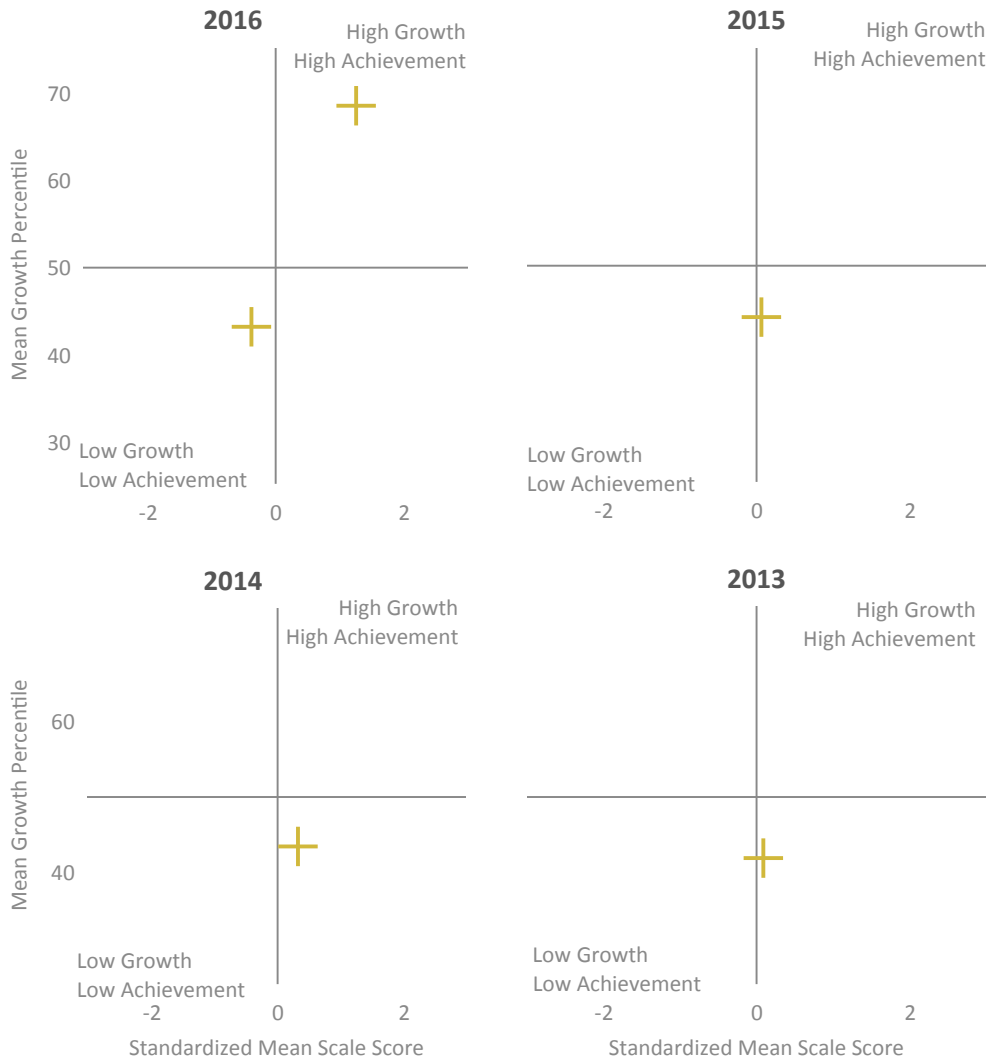 2016
High Growth
High Achievement
Mean Growth Percentile
70
60
50
40
30
Low Growth
Low Achievement
-2
0
2
2015
High Growth
High Achievement
Low Growth
Low Achievement
-2
0
2
2014
High Growth
High Achievement
Mean Growth Percentile
60
40
Low Growth
Low Achievement
-2
0
2
Standardized Mean Scale Score
2013
High Growth
High Achievement
Low Growth
Low Achievement
-2
0
2
Standardized Mean Scale Score